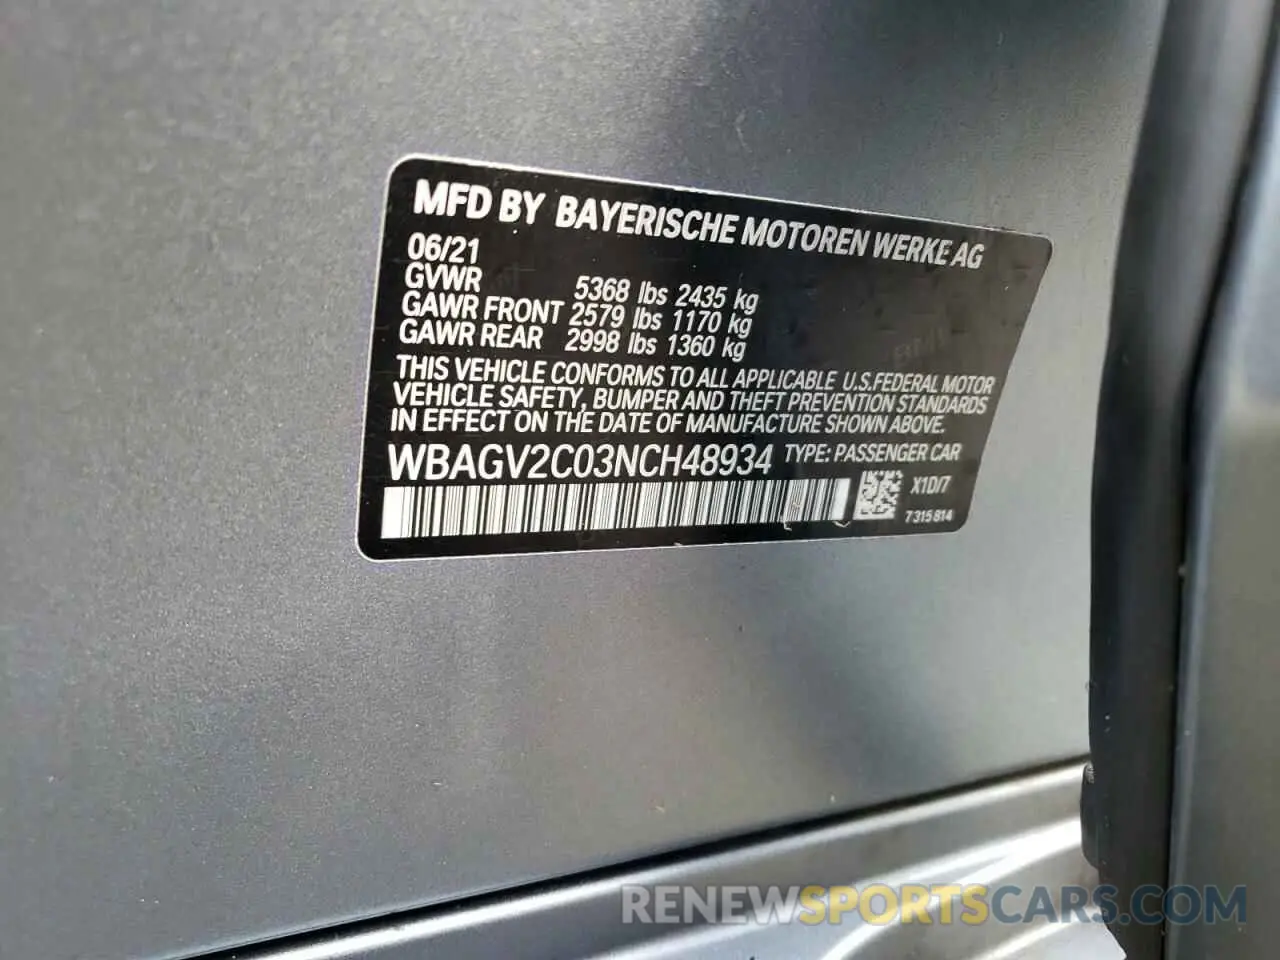 MFD BY BAYERISCHE MOTOREN WERKE AG
06/21
GVWR 5368 lbs 2435 kg
GAWR FRONT 2579 lbs 1170 kg
GAWR REAR 2998 lbs 1360 kg
THIS VEHICLE CONFORMS TO ALL APPLICABLE U.S.FEDERAL MOTOR
VEHICLE SAFETY, BUMPER AND THEFT PREVENTION STANDARDS
IN EFFECT ON THE DATE OF MANUFACTURE SHOWN ABOVE.
WBAGV2C03NCH48934 TYPE: PASSENGER CAR
X1D/7
7315814
RENEWSPORTSCARS.COM